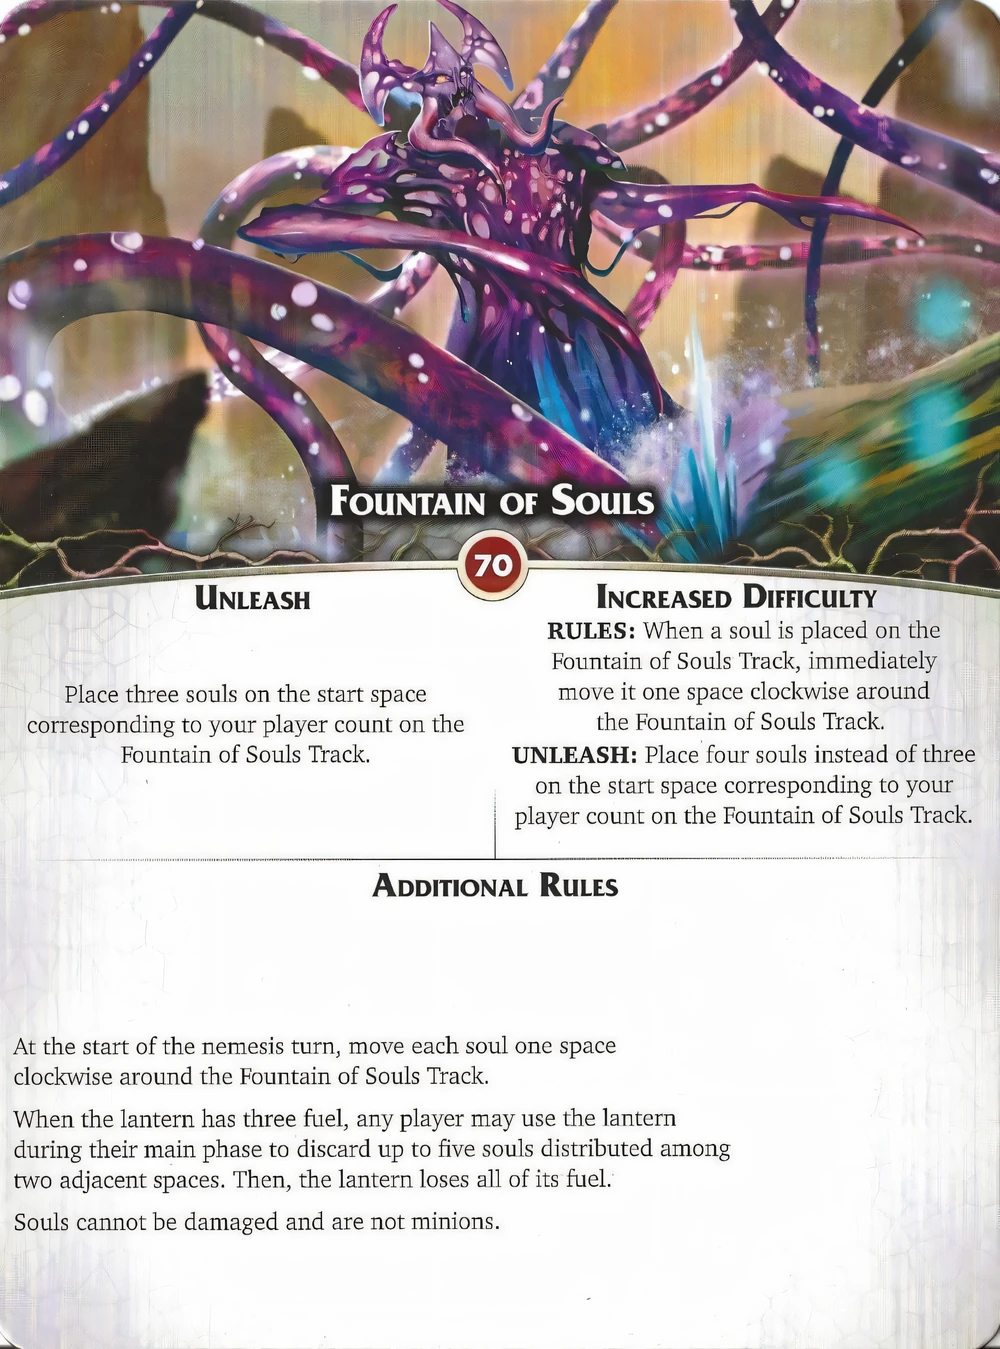 Fountain of Souls
70
Unleash
Place three souls on the start space
corresponding to your player count on the
Fountain of Souls Track.
Increased Difficulty
RULES: When a soul is placed on the
Fountain of Souls Track, immediately
move it one space clockwise around
the Fountain of Souls Track.
UNLEASH: Place four souls instead of three
on the start space corresponding to your
player count on the Fountain of Souls Track.
Additional Rules
At the start of the nemesis turn, move each soul one space
clockwise around the Fountain of Souls Track.
When the lantern has three fuel, any player may use the lantern
during their main phase to discard up to five souls distributed among
two adjacent spaces. Then, the lantern loses all of its fuel.
Souls cannot be damaged and are not minions.